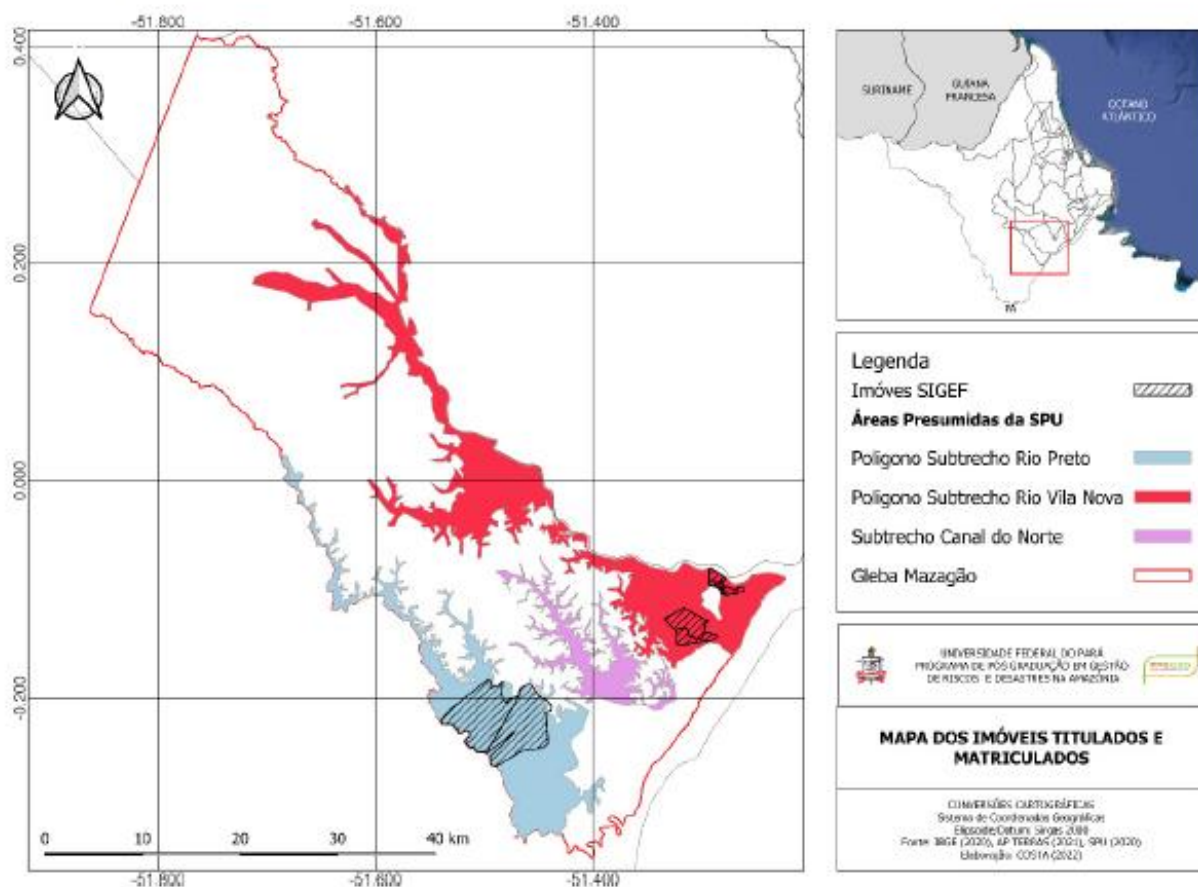 -51.800 -51.600 -51.400
0.400
0.200
0.000
-0.200
0 10 20 30 40 km
-51.800 -51.600 -51.400
SURINAME
GUIANA
FRANCESA
OCEANO
ATLÂNTICO
PA
Legenda
Imóves SIGEF
Áreas Presumidas da SPU
Poligono Subtrecho Rio Preto
Poligono Subtrecho Rio Vila Nova
Subtrecho Canal do Norte
Gleba Mazagão
UNIVERSIDADE FEDERAL DO PARÁ
PROGRAMA DE PÓS GRADUAÇÃO EM GESTÃO
DE RISCOS E DESASTRES NA AMAZÔNIA
MAPA DOS IMÓVEIS TITULADOS E
MATRICULADOS
CONVERSÕES CARTOGRÁFICAS
Sistema de Coordenadas Geográficas
Elipsoide/Datum: Sirgas 2000
Fonte: IBGE (2020), AP TERRAS (2021), SPU (2020)
Elaboração: COSTA (2022)